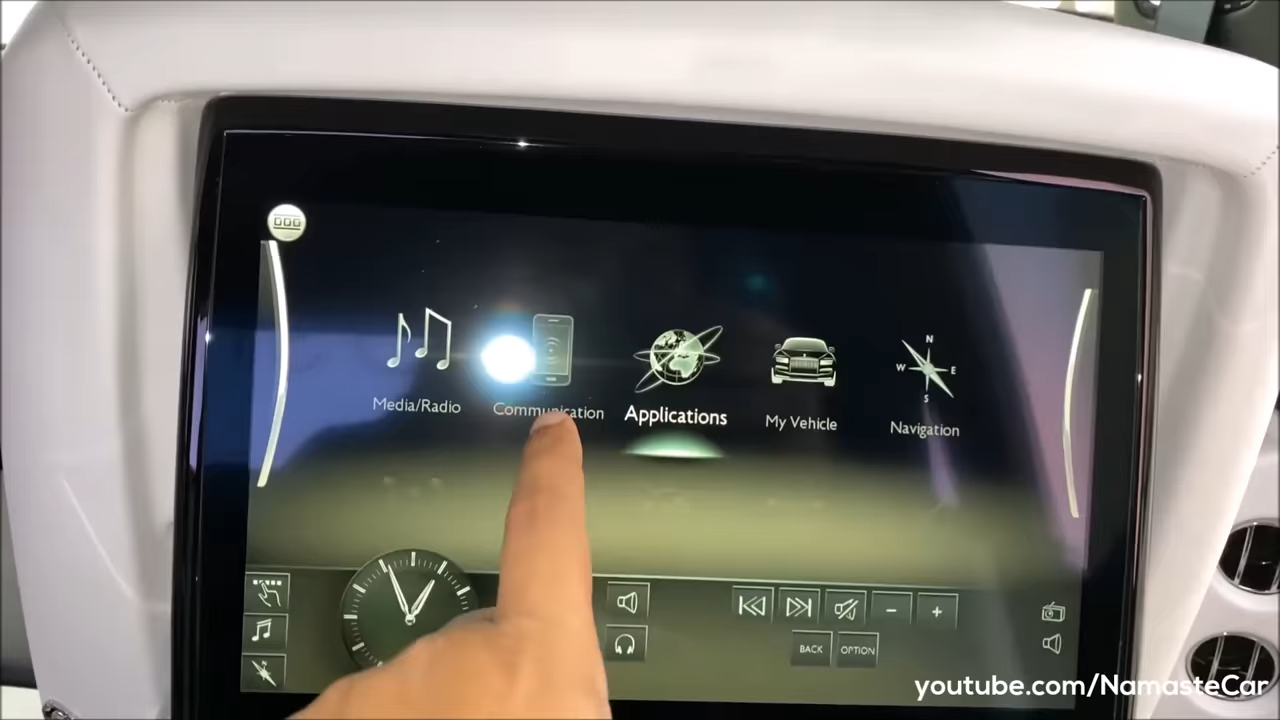 Media/Radio
Communication
Applications
My Vehicle
Navigation
N
W E
S
BACK
OPTION
youtube.com/NamasteCar